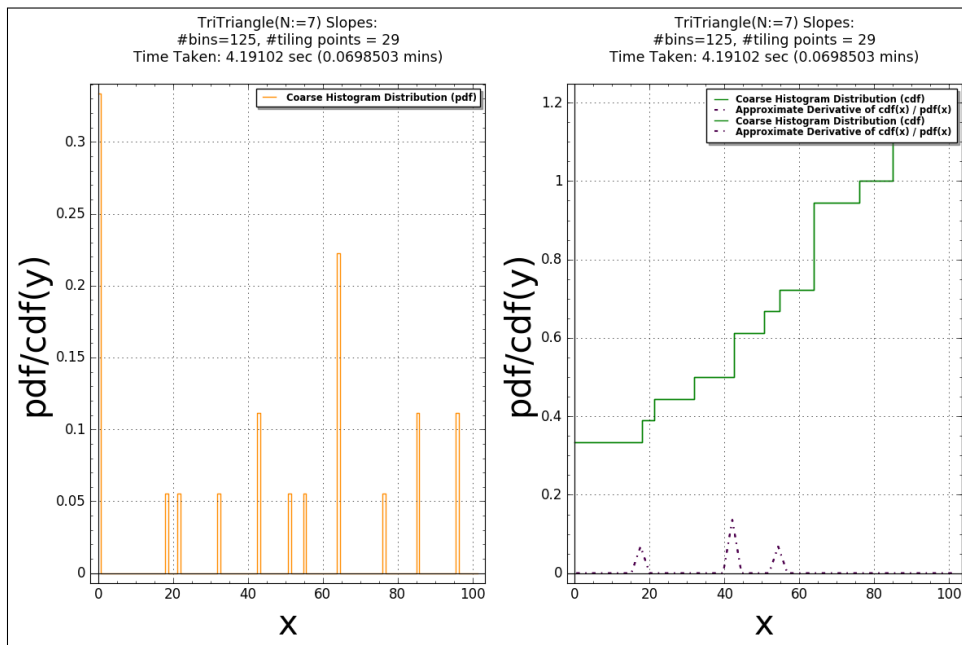 TriTriangle(N:=7) Slopes:
#bins=125, #tiling points = 29
Time Taken: 4.19102 sec (0.0698503 mins)
Coarse Histogram Distribution (pdf)
0.3
0.25
0.2
0.15
0.1
0.05
0
pdf/cdf(y)
0
20
40
60
80
100
x
TriTriangle(N:=7) Slopes:
#bins=125, #tiling points = 29
Time Taken: 4.19102 sec (0.0698503 mins)
Coarse Histogram Distribution (cdf)
Approximate Derivative of cdf(x) / pdf(x)
Coarse Histogram Distribution (cdf)
Approximate Derivative of cdf(x) / pdf(x)
1.2
1
0.8
0.6
0.4
0.2
0
pdf/cdf(y)
0
20
40
60
80
100
x